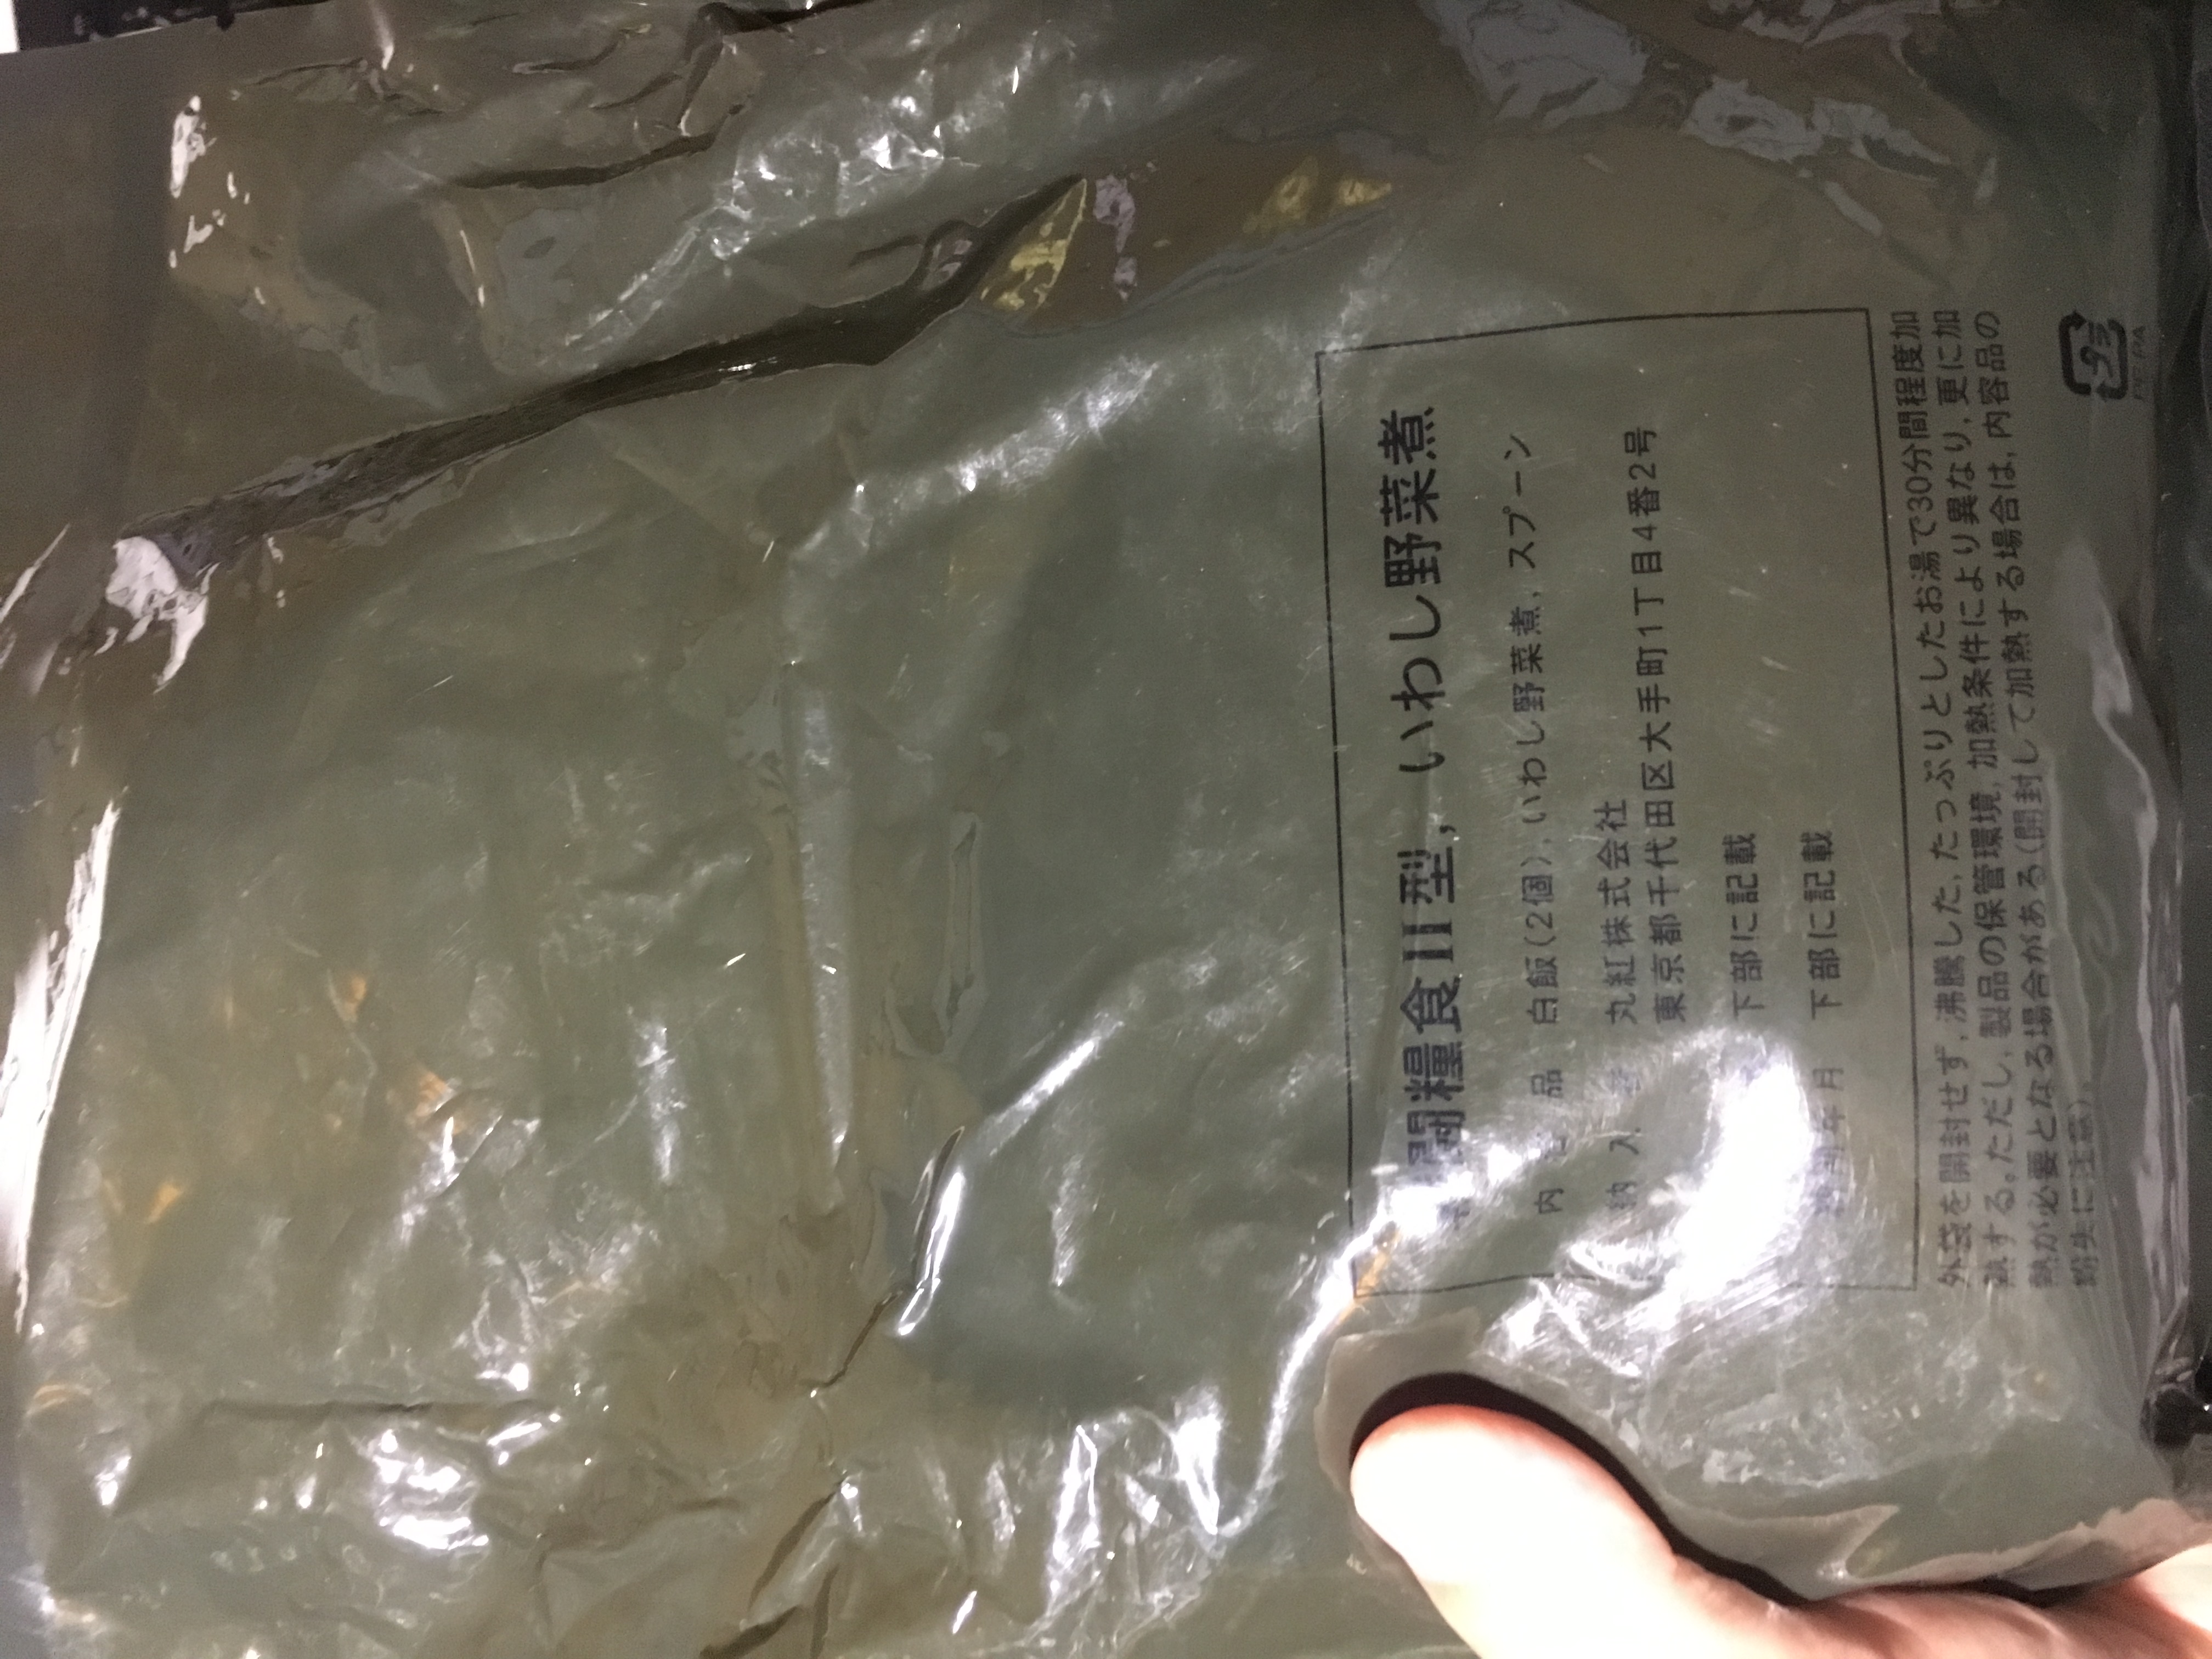 闘糧食II型, いわし野菜煮
内 品 白飯(2個), いわし野菜煮, スプーン
納 入 丸紅株式会社
東京都千代田区大手町1丁目4番2号
下部に記載
年月 下部に記載
外袋を開封せず, 沸騰した, たっぷりとしたお湯で30分間程度加
熱する。ただし, 製品の保管環境, 加熱条件により異なり, 更に加
熱が必要となる場合がある(開封して加熱する場合は, 内容品の
紛失に注意)。
プラ
PE, PA